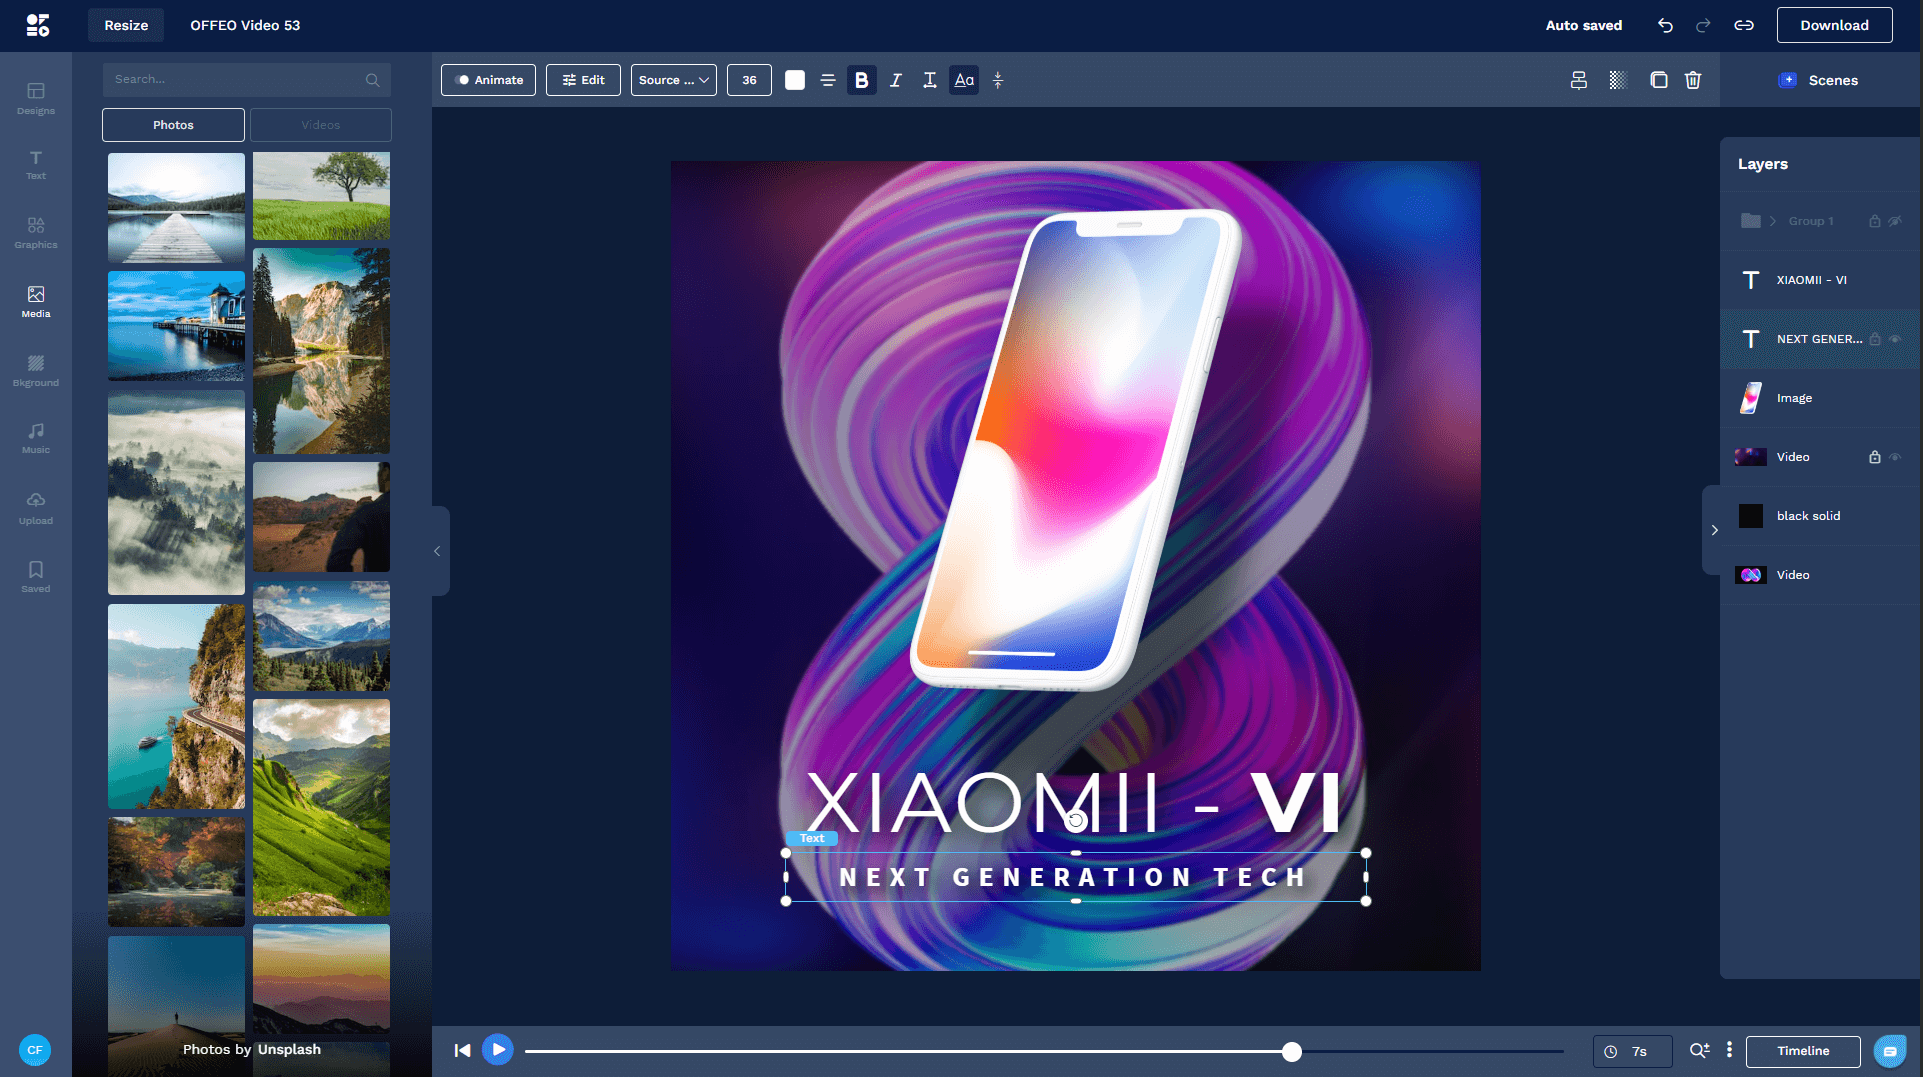 Resize
OFFEO Video 53
Auto saved
Download
Designs
Text
Graphics
Media
Bkground
Music
Upload
Saved
CF
Search...
Photos
Videos
Photos by Unsplash
Animate
Edit
Source ...
36
B
I
T
Aa
Scenes
XIAOMII - VI
Text
NEXT GENERATION TECH
Layers
Group 1
T XIAOMII - VI
T NEXT GENER...
Image
Video
black solid
Video
7s
Timeline